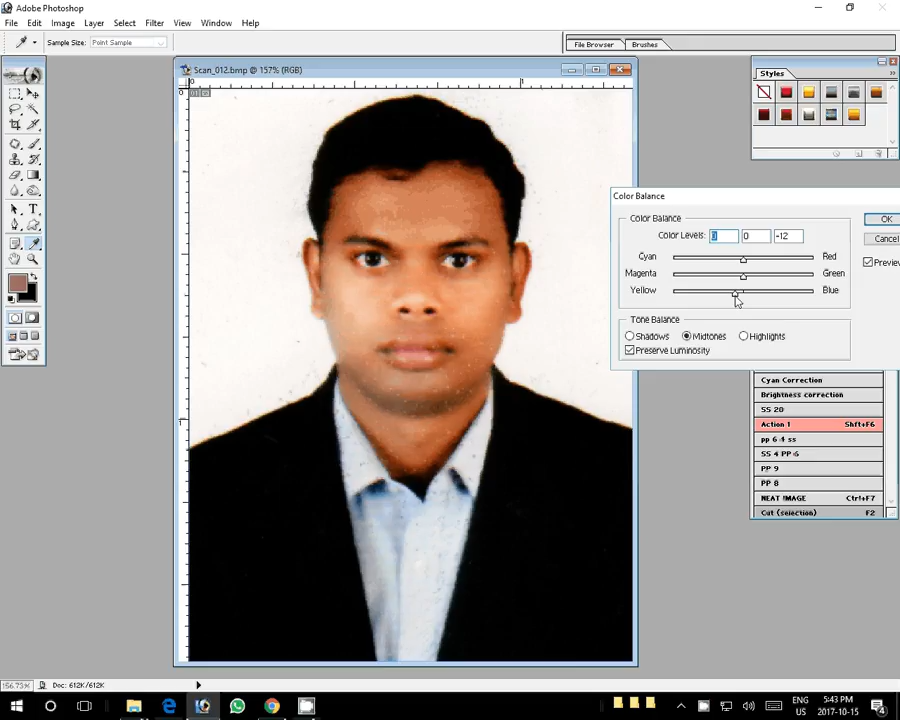 Adobe Photoshop
File Edit Image Layer Select Filter View Window Help
Sample Size: Point Sample
File Browser Brushes
Scan_012.bmp @ 157% (RGB)
Styles
Color Balance
Color Balance
Color Levels: 0 0 -12
Cyan Red
Magenta Green
Yellow Blue
OK
Cancel
Preview
Tone Balance
Shadows Midtones Highlights
Preserve Luminosity
Cyan Correction
Brightness correction
SS 20
Action 1 Shft+F6
pp 6 4 ss
SS 4 PP 6
PP 9
PP 8
NEAT IMAGE Ctrl+F7
Cut (selection) F2
156.73% Doc: 612K/612K
ENG
US
5:43 PM
2017-10-15
4